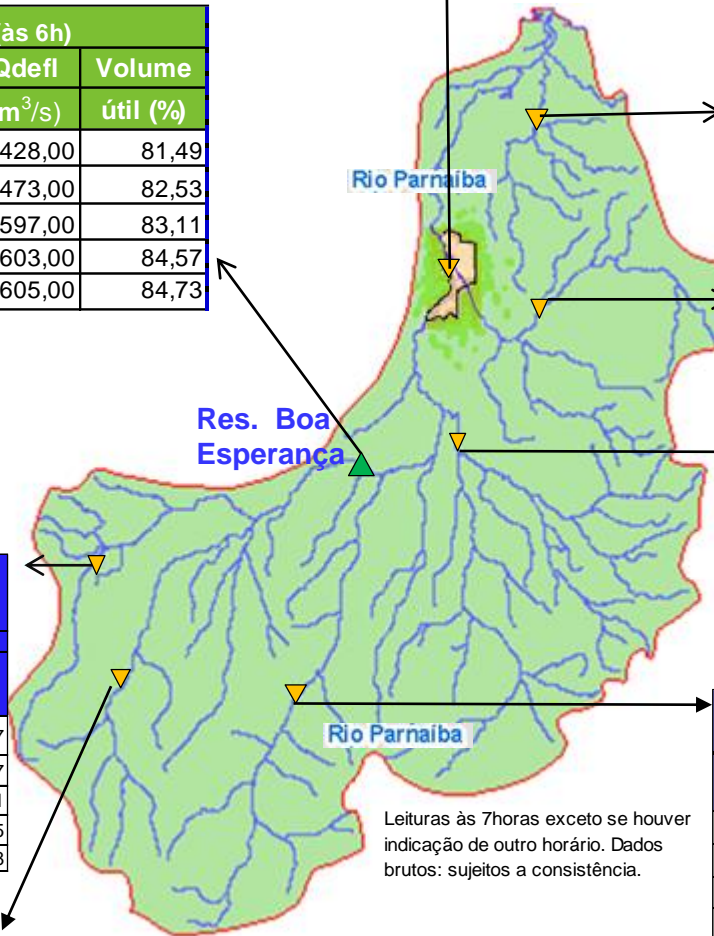 (às 6h)
Qdefl Volume
m³/s) útil (%)
428,00 81,49
473,00 82,53
597,00 83,11
603,00 84,57
605,00 84,73
Rio Parnaíba
Res. Boa
Esperança
Rio Parnaíba
Leituras às 7horas exceto se houver
indicação de outro horário. Dados
brutos: sujeitos a consistência.